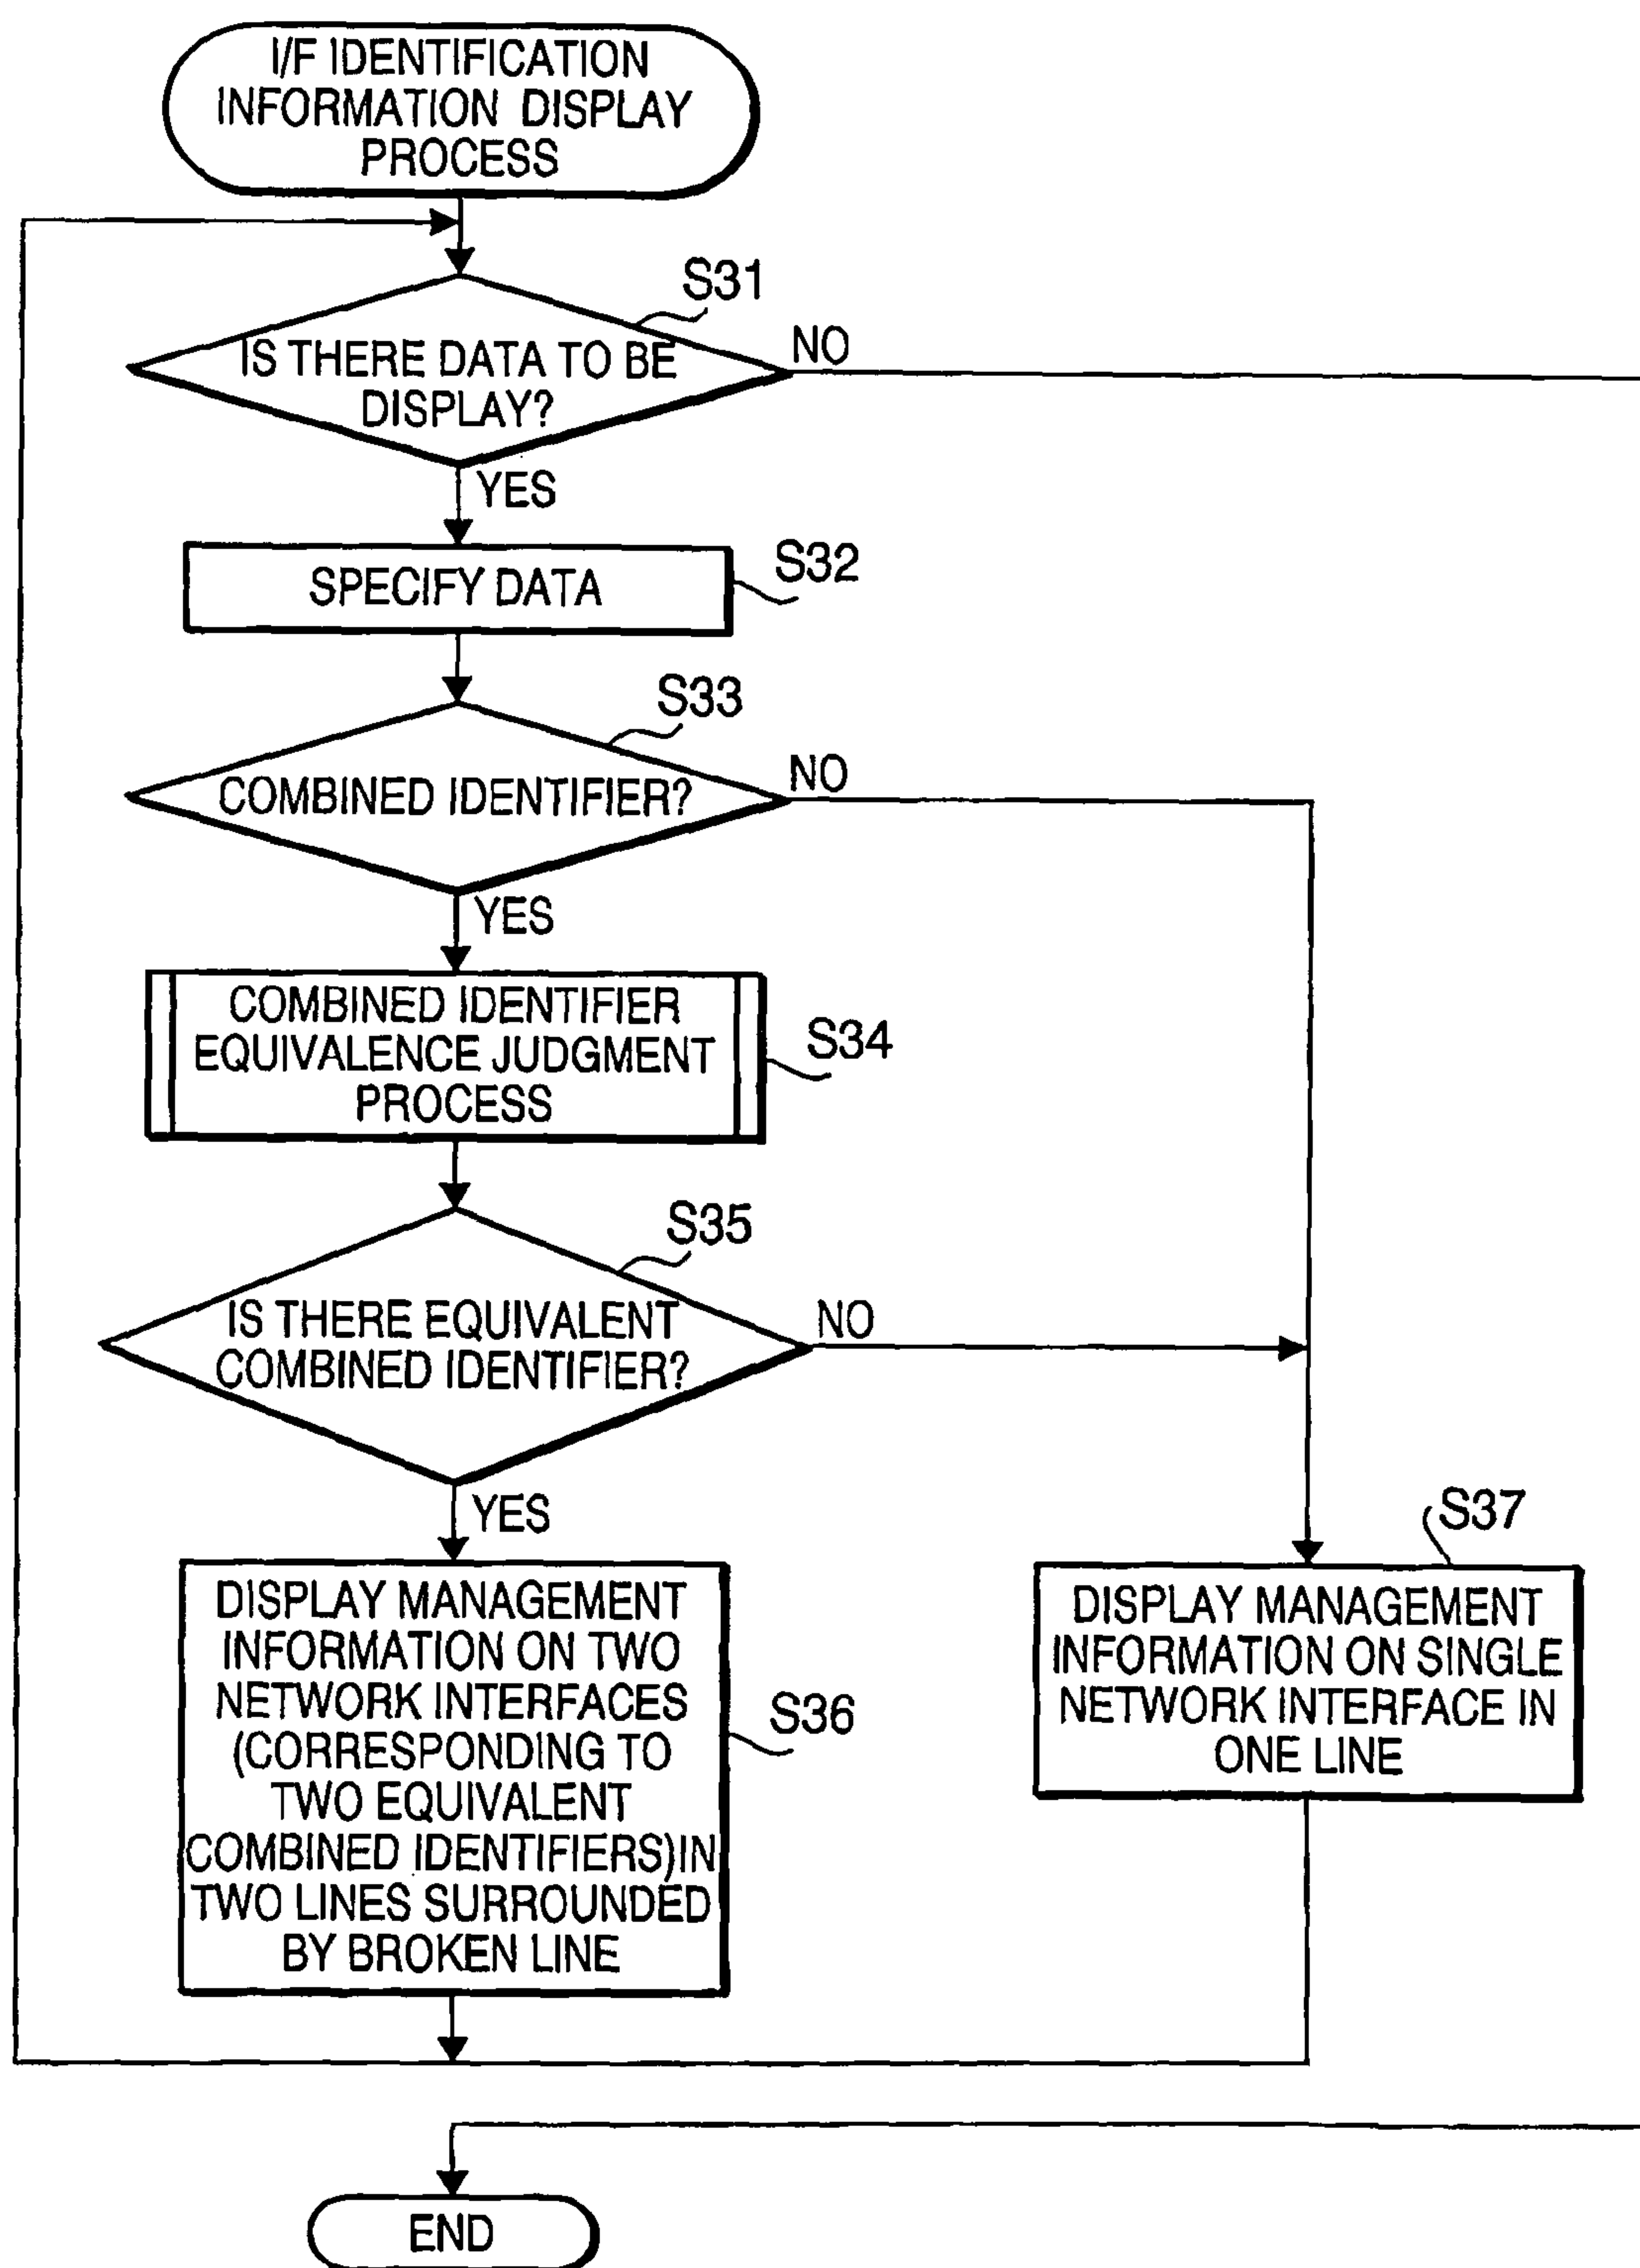 I/F IDENTIFICATION
INFORMATION DISPLAY
PROCESS
S31
IS THERE DATA TO BE
DISPLAY?
NO
YES
SPECIFY DATA
S32
S33
COMBINED IDENTIFIER?
NO
YES
COMBINED IDENTIFIER
EQUIVALENCE JUDGMENT
PROCESS
S34
S35
IS THERE EQUIVALENT
COMBINED IDENTIFIER?
NO
YES
DISPLAY MANAGEMENT
INFORMATION ON TWO
NETWORK INTERFACES
(CORRESPONDING TO
TWO EQUIVALENT
COMBINED IDENTIFIERS)IN
TWO LINES SURROUNDED
BY BROKEN LINE
S36
S37
DISPLAY MANAGEMENT
INFORMATION ON SINGLE
NETWORK INTERFACE IN
ONE LINE
END